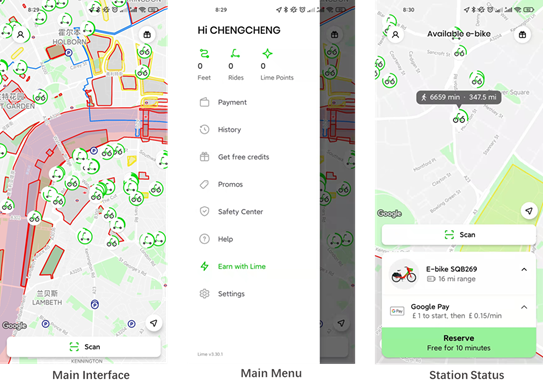 8:29
霍尔本
HOLBORN
特花园
T GARDEN
兰贝斯
LAMBETH
Google
Scan
KENNINGTON
Main Interface
8:29
Hi CHENGCHENG
0
0
0
Feet
Rides
Lime Points
Payment
History
Get free credits
Promos
Safety Center
Help
Earn with Lime
Settings
Lime v3.30.1
Main Menu
8:30
Available e-bike
6659 min · 347.5 mi
Google
Scan
E-bike SQB269
16 mi range
G Pay
Google Pay
£ 1 to start, then £ 0.15/min
Reserve
Free for 10 minutes
Station Status